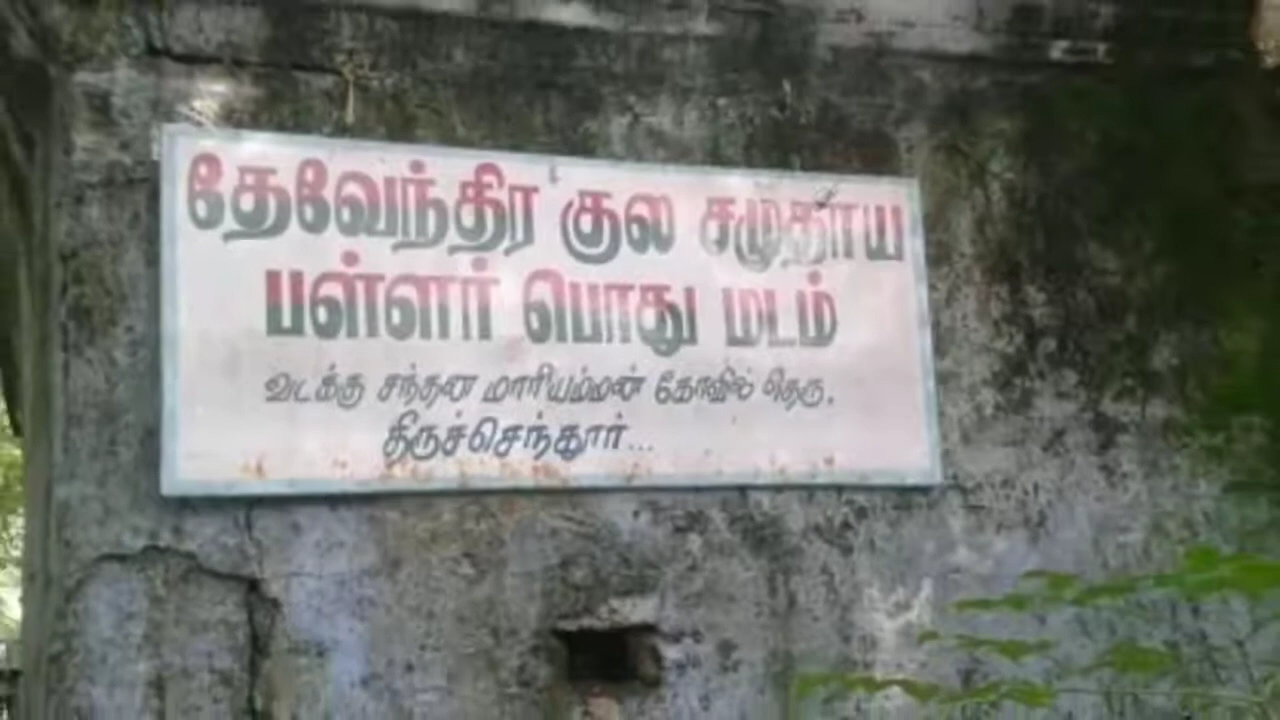 தேவேந்திர குல சமுதாய
பள்ளர் பொது மடம்
வடக்கு சந்தன மாரியம்மன் கோவில் தெரு.
திருச்செந்தூர்...